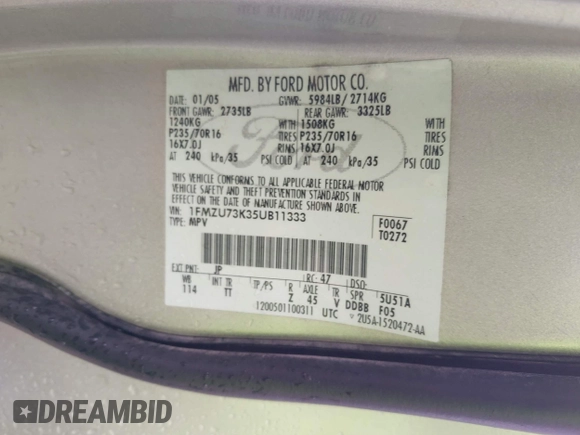 MFD. BY FORD MOTOR CO.
DATE: 01/05 GVWR: 5984LB/ 2714KG
FRONT GAWR: 2735LB REAR GAWR: 3325LB
1240KG WITH 1508KG WITH
P235/70R16 TIRES P235/70R16 TIRES
16X7.0J RIMS 16X7.0J RIMS
AT 240 kPa/35 PSI COLD AT 240 kPa/35 PSI COLD
THIS VEHICLE CONFORMS TO ALL APPLICABLE FEDERAL MOTOR
VEHICLE SAFETY AND THEFT PREVENTION STANDARDS IN
EFFECT ON THE DATE OF MANUFACTURE SHOWN ABOVE.
VIN: 1FMZU73K35UB11333 F0067
TYPE: MPV T0272
Ford
EXT PNT: JP RC: 47 DSO:
WB INT TR TP/PS R AXLE TR SPR 5U51A
114 TT Z 45 V DDBB F05
1200501100311 UTC 2U5A-1520472-AA
DREAMBID